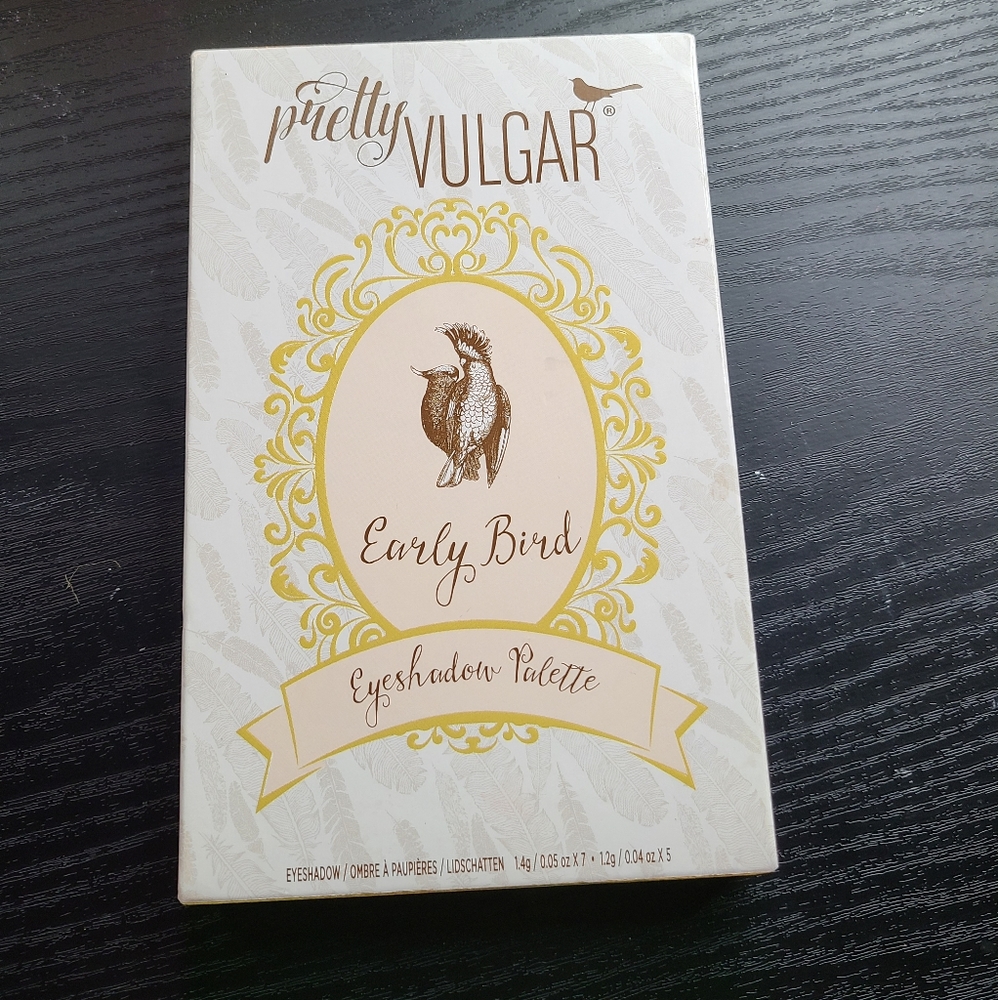 pretty VULGAR®
Early Bird
Eyeshadow Palette
EYESHADOW / OMBRE À PAUPIÈRES / LIDSCHATTEN 1.4g / 0.05 oz X 7 • 1.2g / 0.04 oz X 5